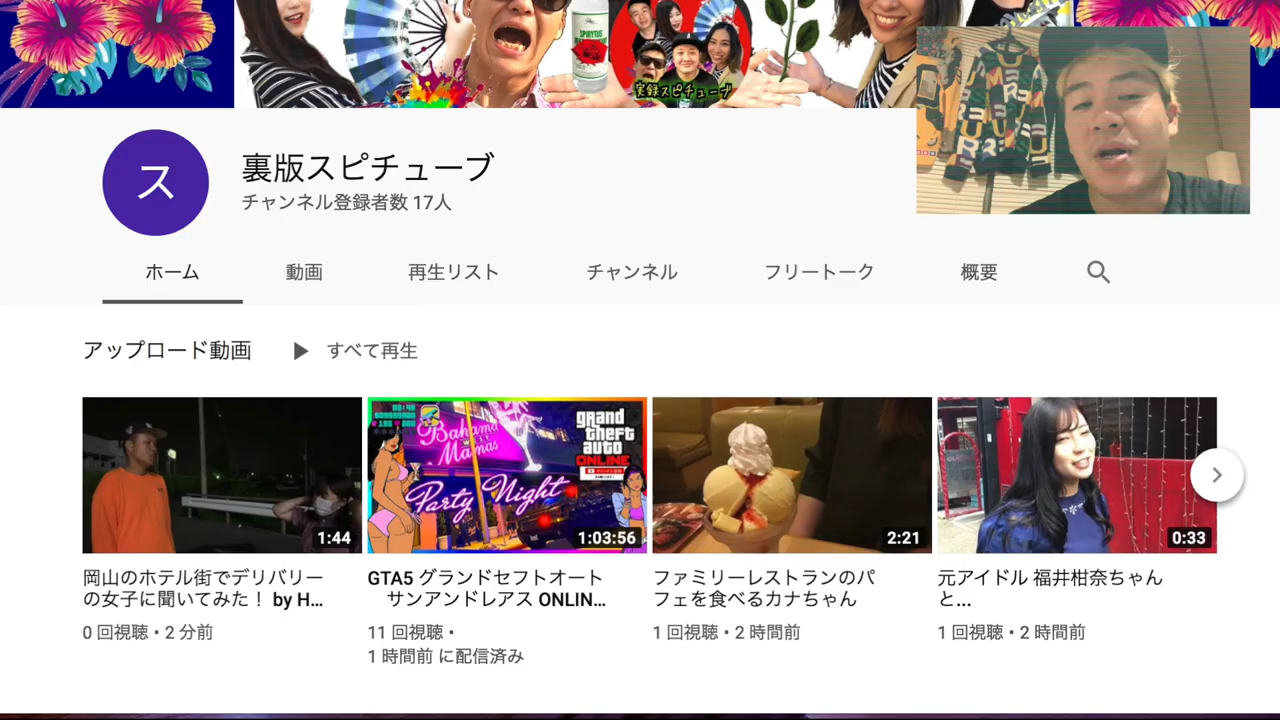 SPIRYTUS
実録スピチューブ
ス
裏版スピチューブ
チャンネル登録者数 17人
ホーム
動画
再生リスト
チャンネル
フリートーク
概要
アップロード動画
すべて再生
1:44
Bahama
Mamas
Party Night
grand
theft
auto
ONLINE
1:03:56
2:21
0:33
岡山のホテル街でデリバリー
の女子に聞いてみた！ by H...
0 回視聴・2 分前
GTA5 グランドセフトオート
サンアンドレアス ONLIN...
11 回視聴・
1 時間前 に配信済み
ファミリーレストランのパ
フェを食べるカナちゃん
1 回視聴・2 時間前
元アイドル 福井柑奈ちゃん
と...
1 回視聴・2 時間前